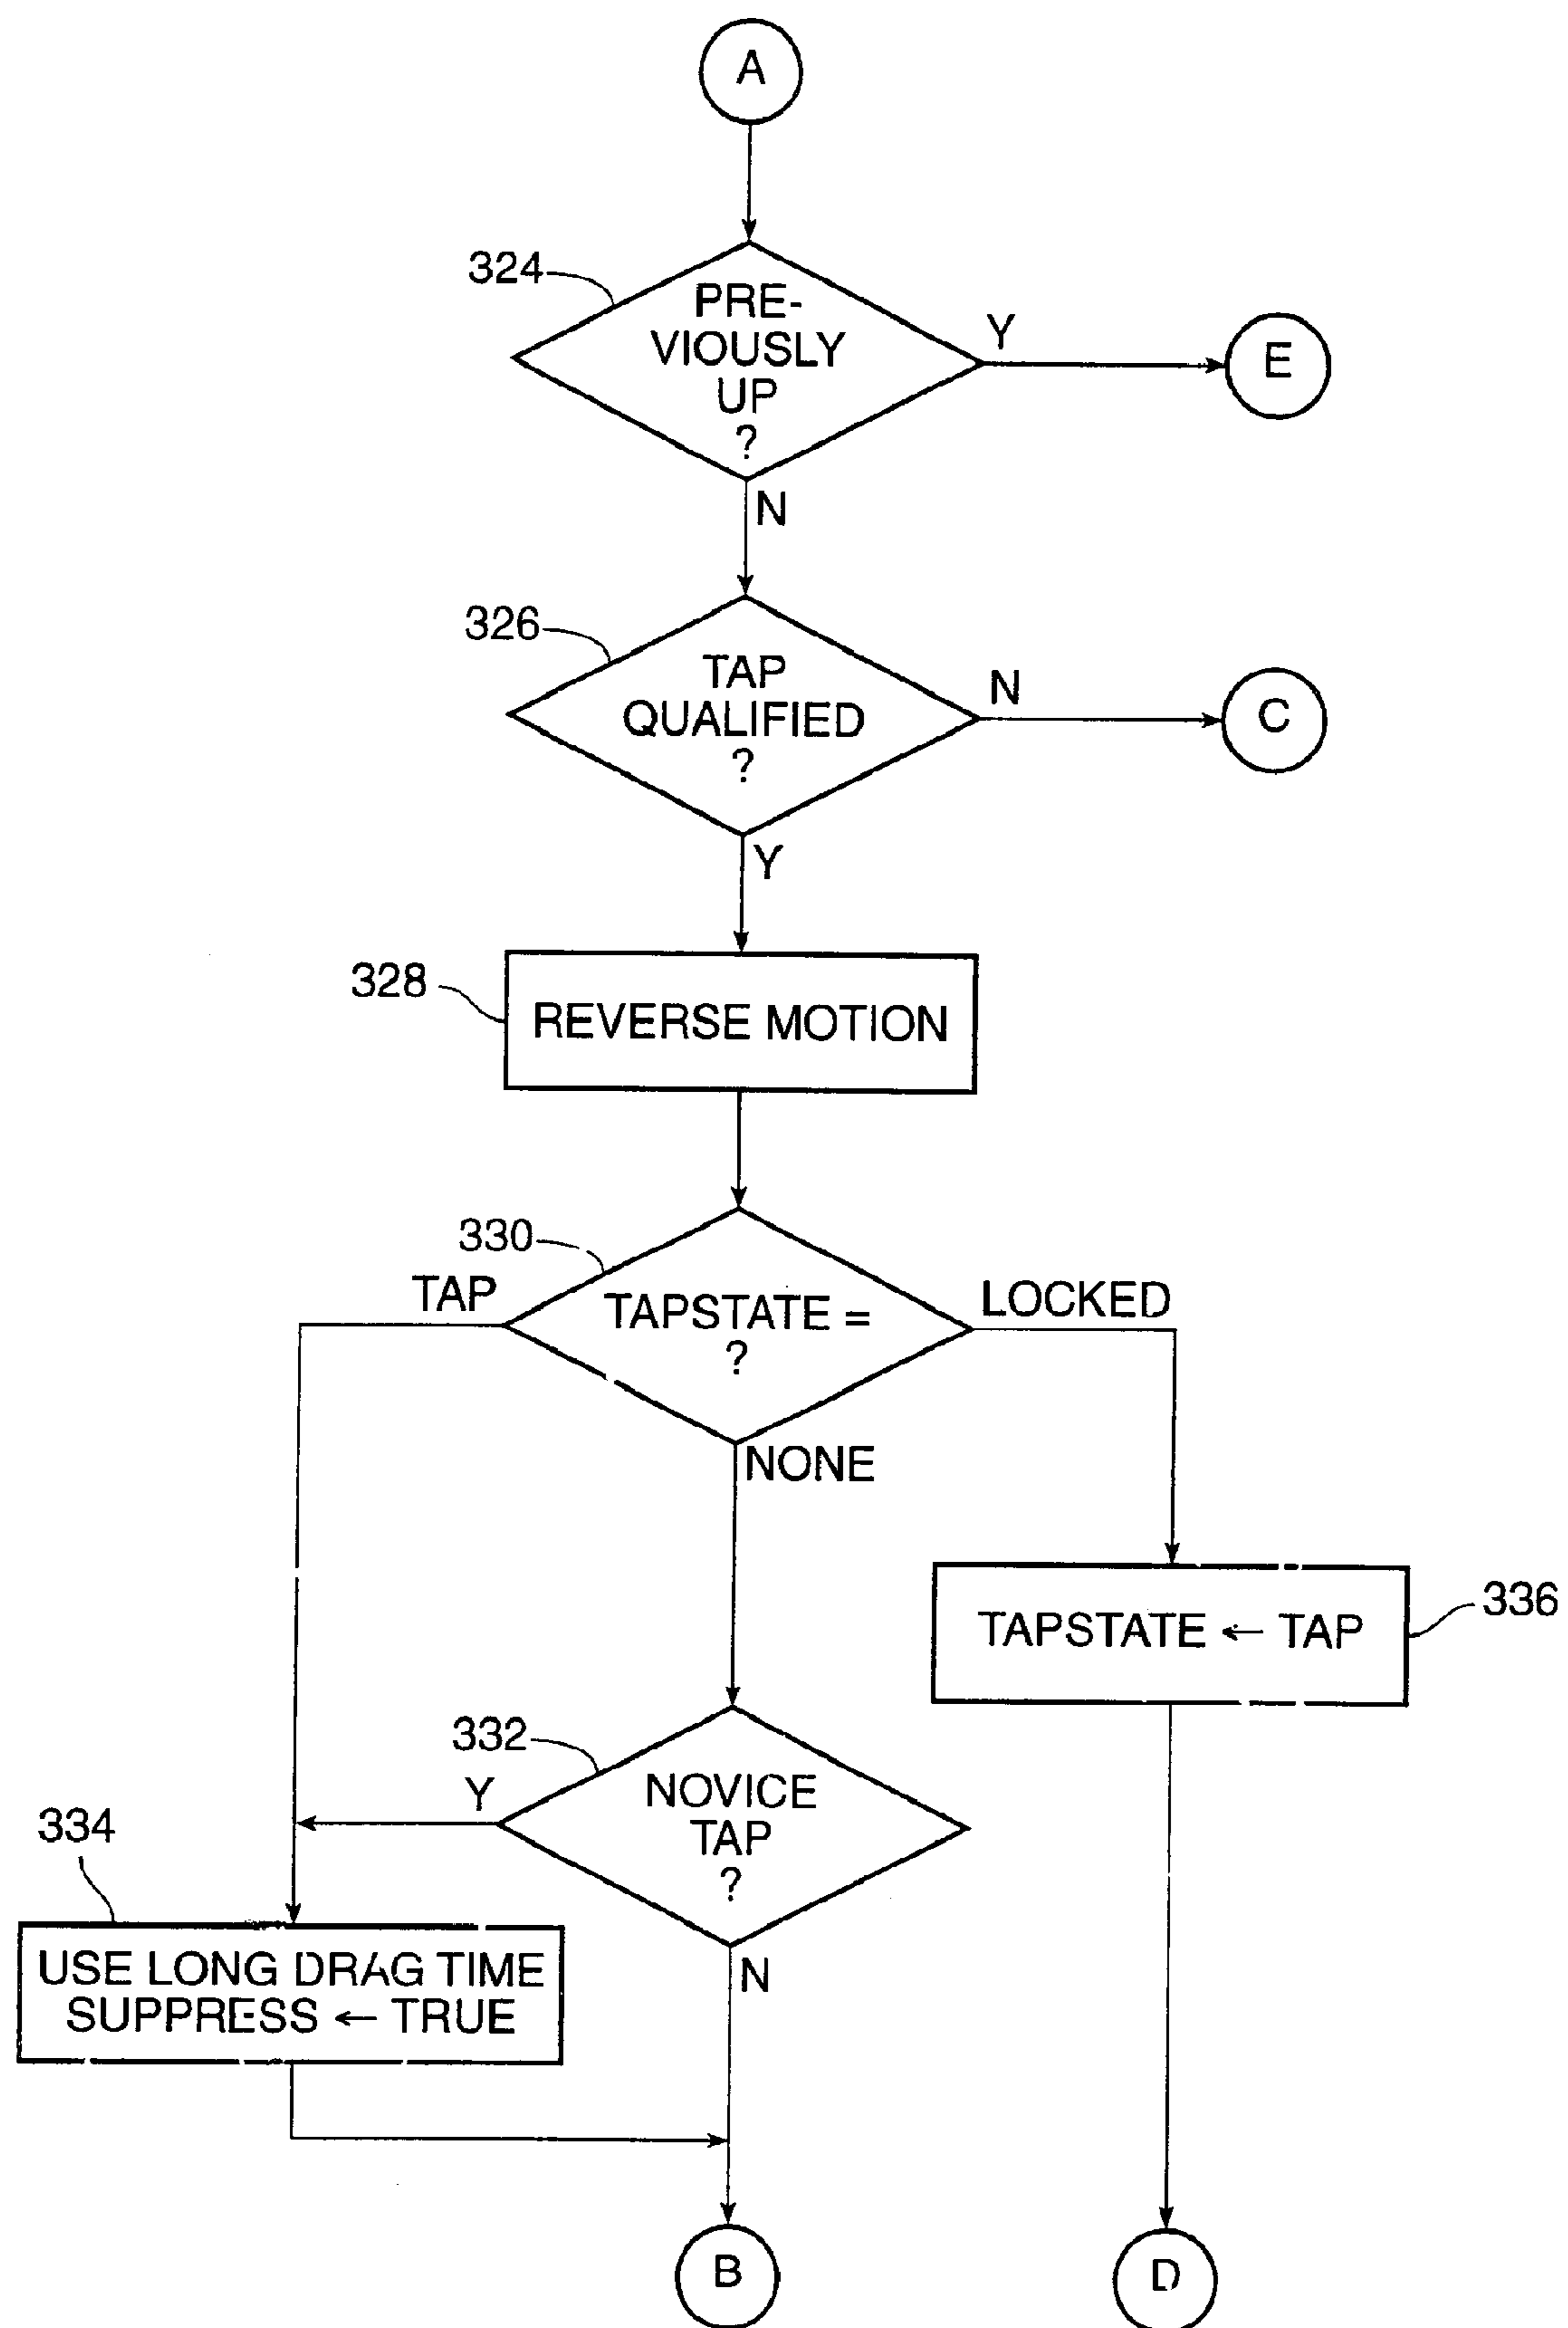 A
324
PRE-
VIOUSLY
UP
?
Y
E
N
326
TAP
QUALIFIED
?
N
C
Y
328
REVERSE MOTION
330
TAP
TAPSTATE =
?
LOCKED
NONE
TAPSTATE ← TAP
336
332
NOVICE
TAP
?
Y
334
N
USE LONG DRAG TIME
SUPPRESS ← TRUE
B
D